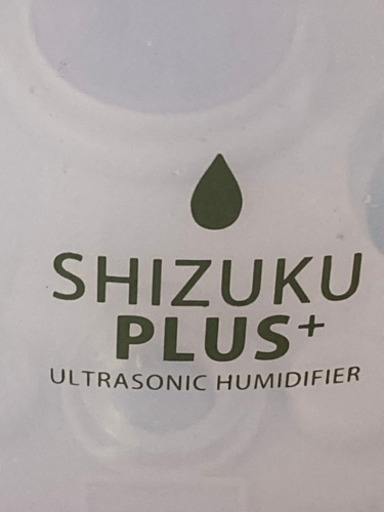 SHIZUKU
PLUS+
ULTRASONIC HUMIDIFIER